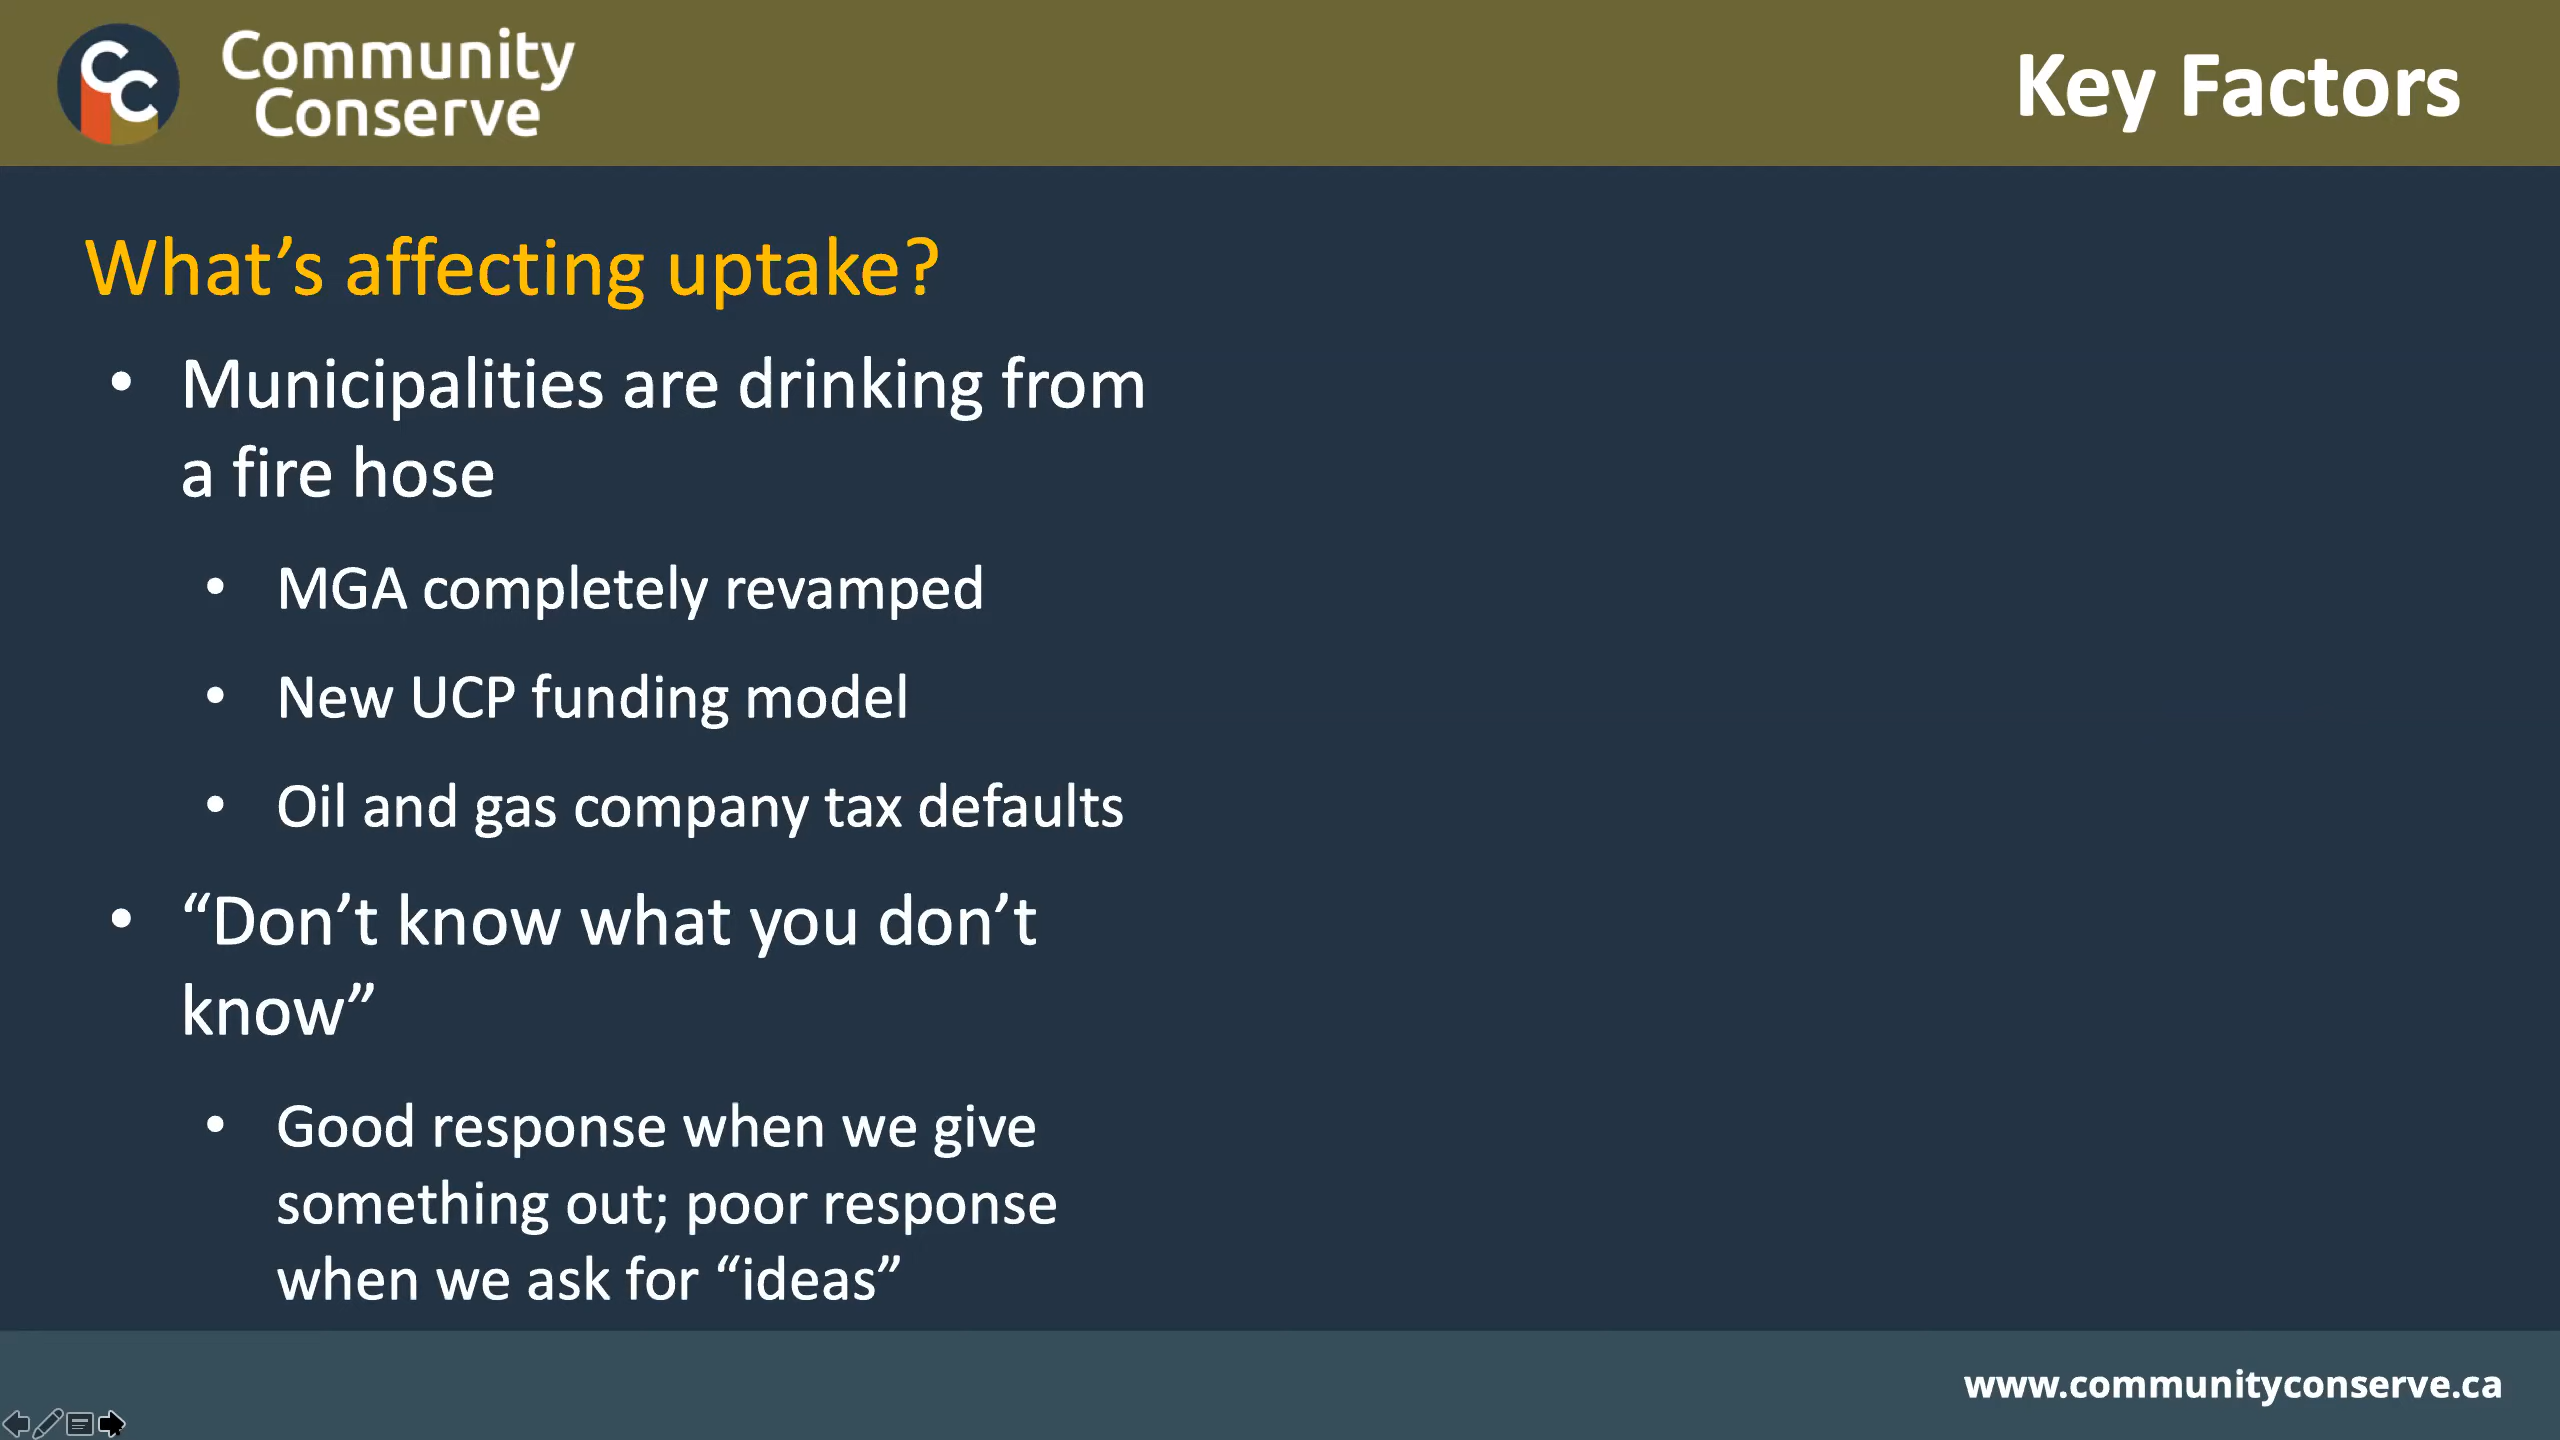 CC
Community
Conserve
Key Factors
What’s affecting uptake?
• Municipalities are drinking from
a fire hose
• MGA completely revamped
• New UCP funding model
• Oil and gas company tax defaults
• “Don’t know what you don’t
know”
• Good response when we give
something out; poor response
when we ask for “ideas”
www.communityconserve.ca